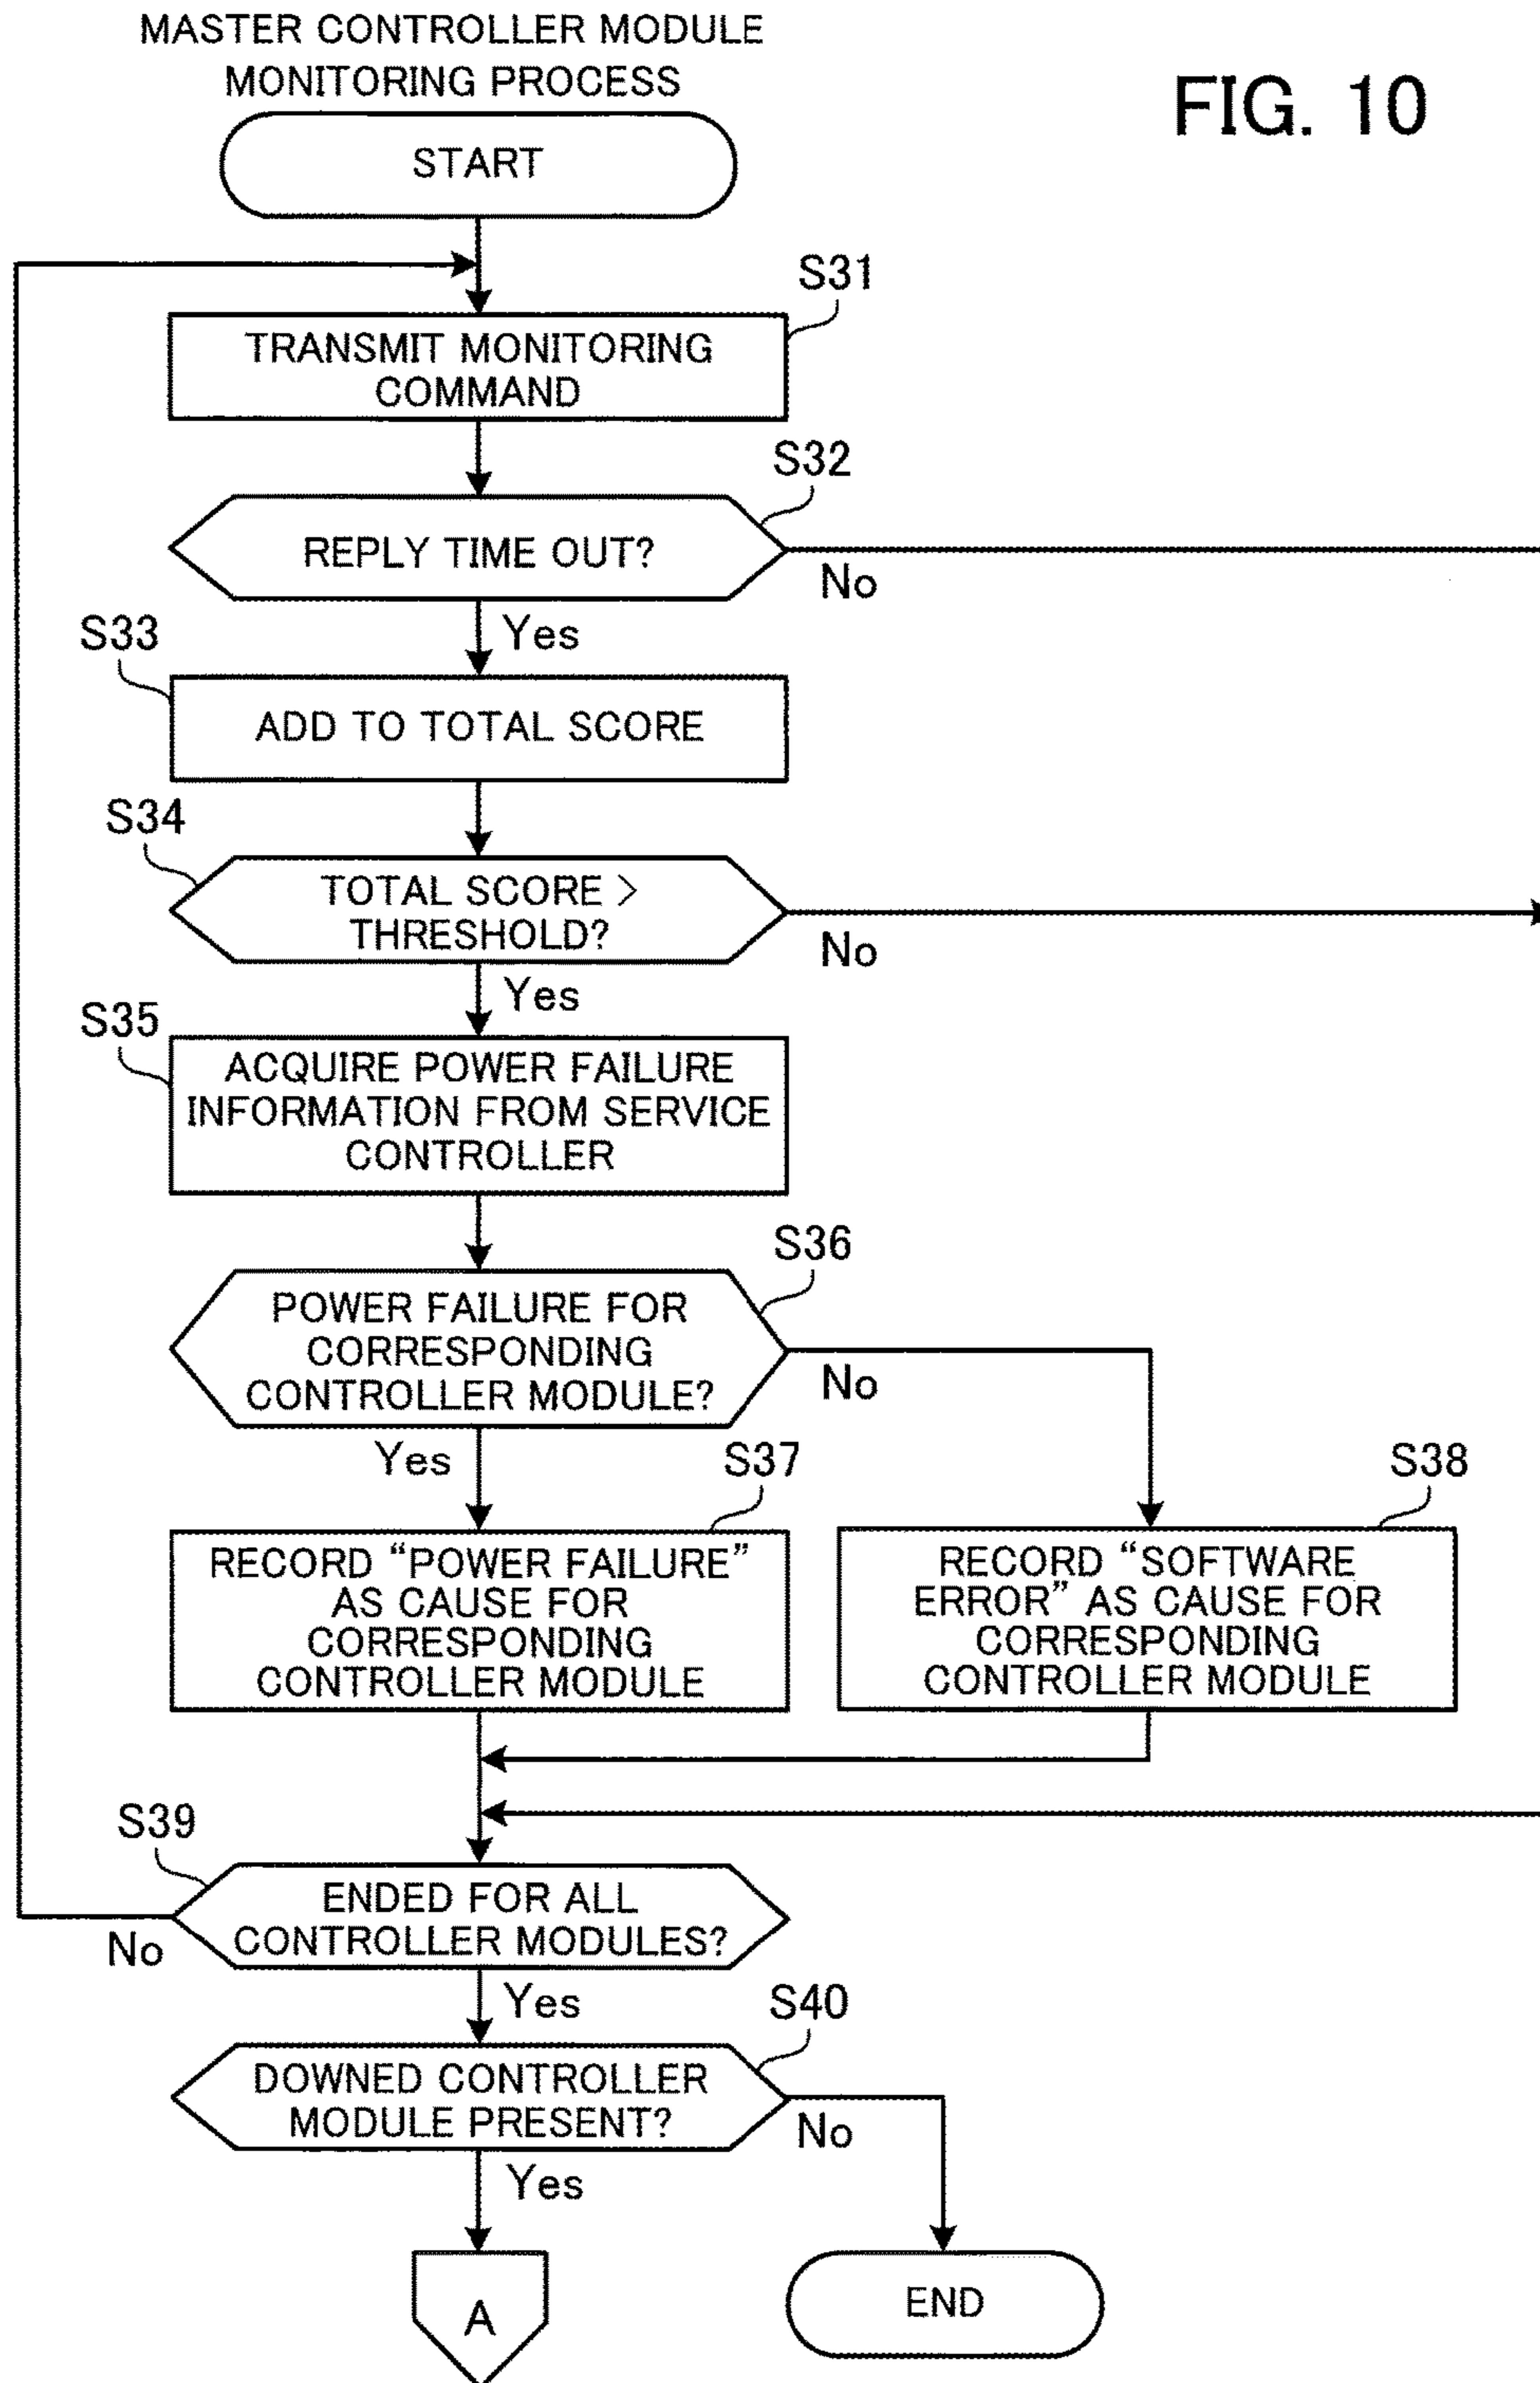 MASTER CONTROLLER MODULE
MONITORING PROCESS
FIG. 10
START
S31
TRANSMIT MONITORING
COMMAND
S32
REPLY TIME OUT?
No
Yes
S33
ADD TO TOTAL SCORE
S34
TOTAL SCORE >
THRESHOLD?
No
Yes
S35
ACQUIRE POWER FAILURE
INFORMATION FROM SERVICE
CONTROLLER
S36
POWER FAILURE FOR
CORRESPONDING
CONTROLLER MODULE?
No
Yes
S37
RECORD “POWER FAILURE”
AS CAUSE FOR
CORRESPONDING
CONTROLLER MODULE
S38
RECORD “SOFTWARE
ERROR” AS CAUSE FOR
CORRESPONDING
CONTROLLER MODULE
S39
ENDED FOR ALL
CONTROLLER MODULES?
No
Yes
S40
DOWNED CONTROLLER
MODULE PRESENT?
No
Yes
A
END